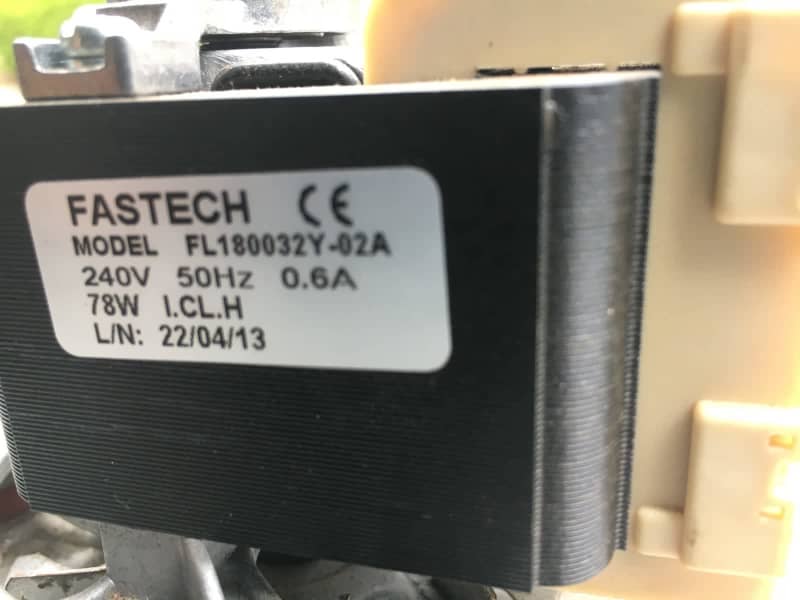 FASTECH CE
MODEL FL180032Y-02A
240V 50Hz 0.6A
78W I.CL.H
L/N: 22/04/13